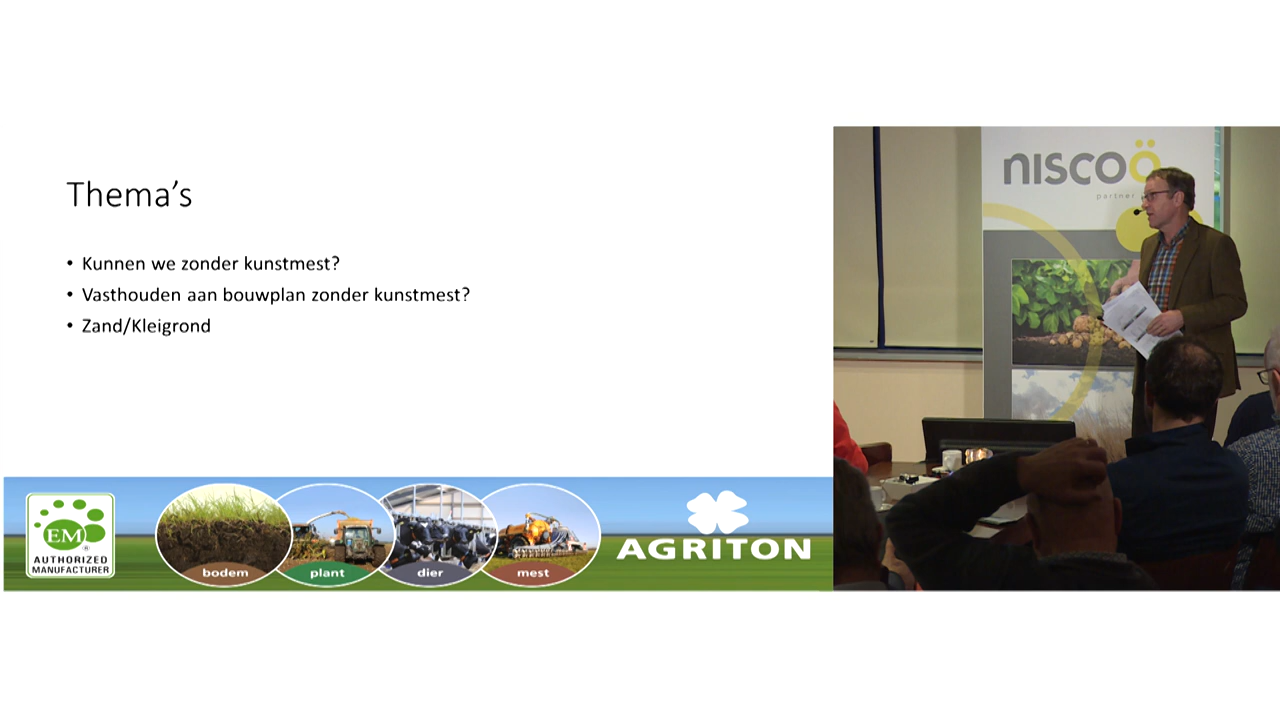 Thema's
• Kunnen we zonder kunstmest?
• Vasthouden aan bouwplan zonder kunstmest?
• Zand/Kleigrond
EM®
AUTHORIZED
MANUFACTURER
bodem
plant
dier
mest
AGRITON
niscoö
partner